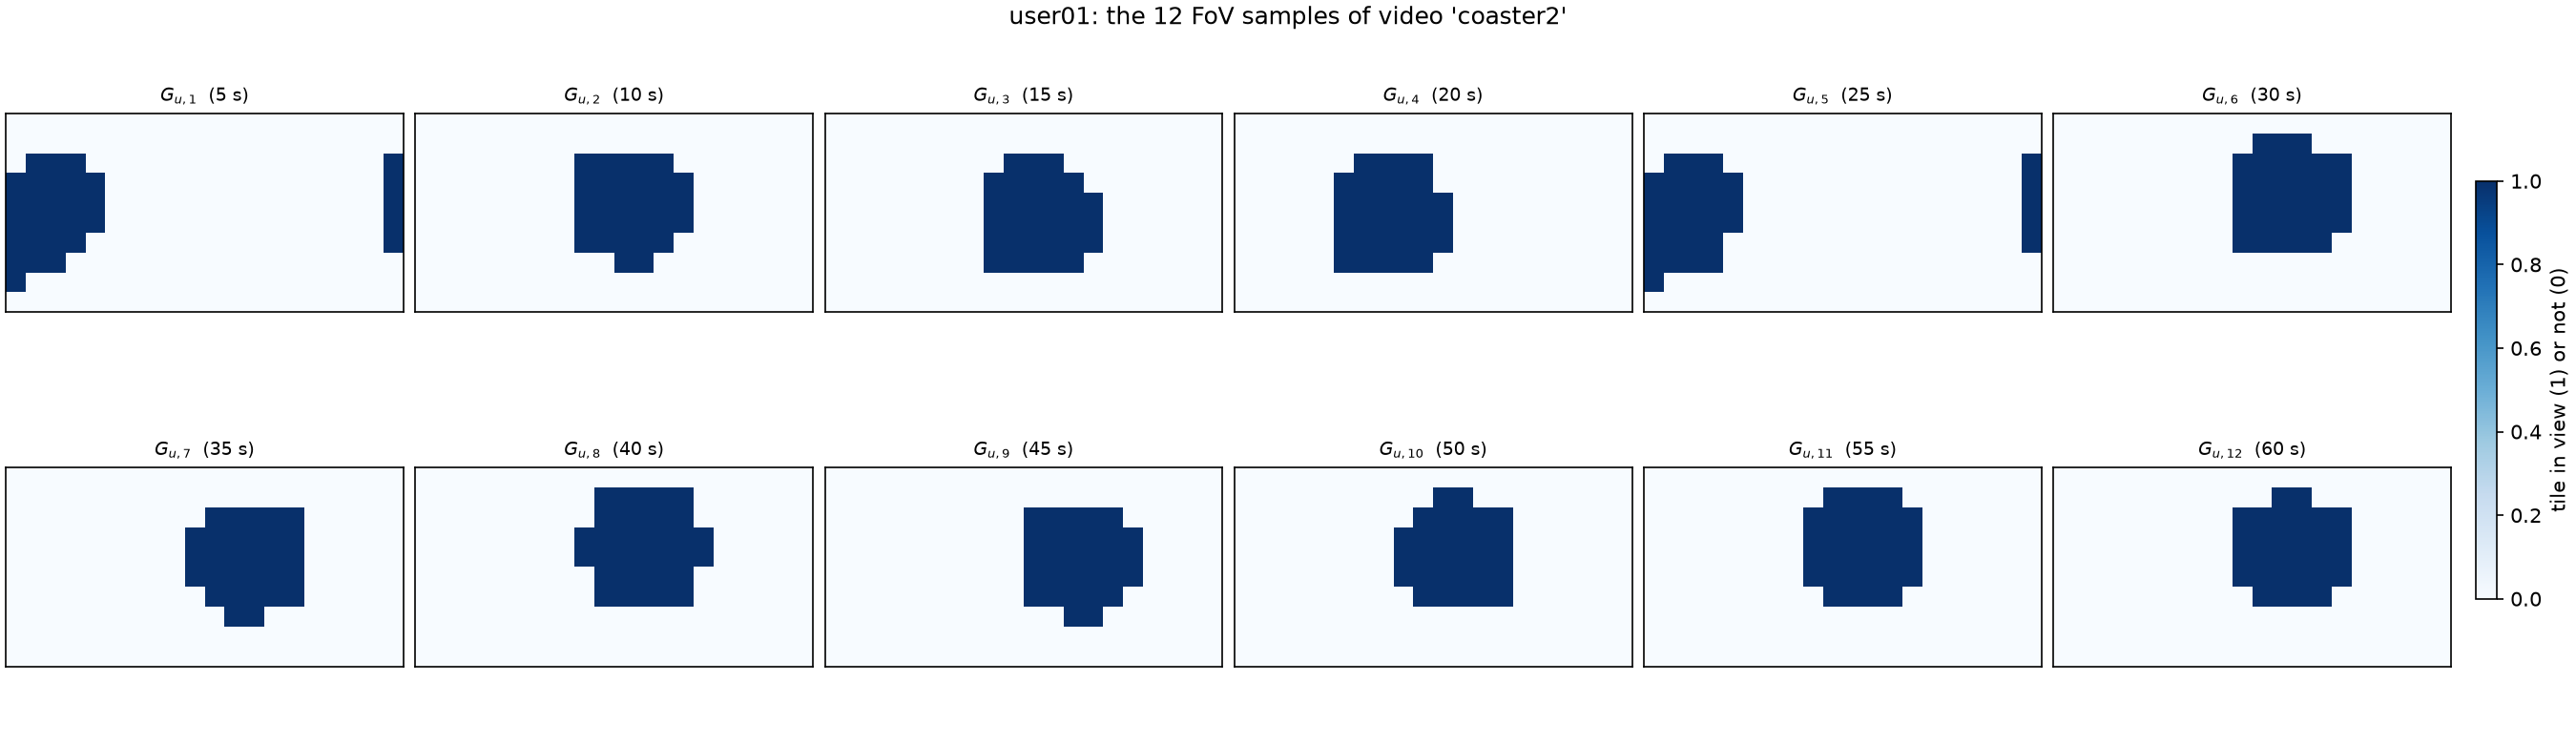 user01: the 12 FoV samples of video 'coaster2'
G_{u,1} (5 s)
G_{u,2} (10 s)
G_{u,3} (15 s)
G_{u,4} (20 s)
G_{u,5} (25 s)
G_{u,6} (30 s)
G_{u,7} (35 s)
G_{u,8} (40 s)
G_{u,9} (45 s)
G_{u,10} (50 s)
G_{u,11} (55 s)
G_{u,12} (60 s)
1.0
0.8
0.6
0.4
0.2
0.0
tile in view (1) or not (0)